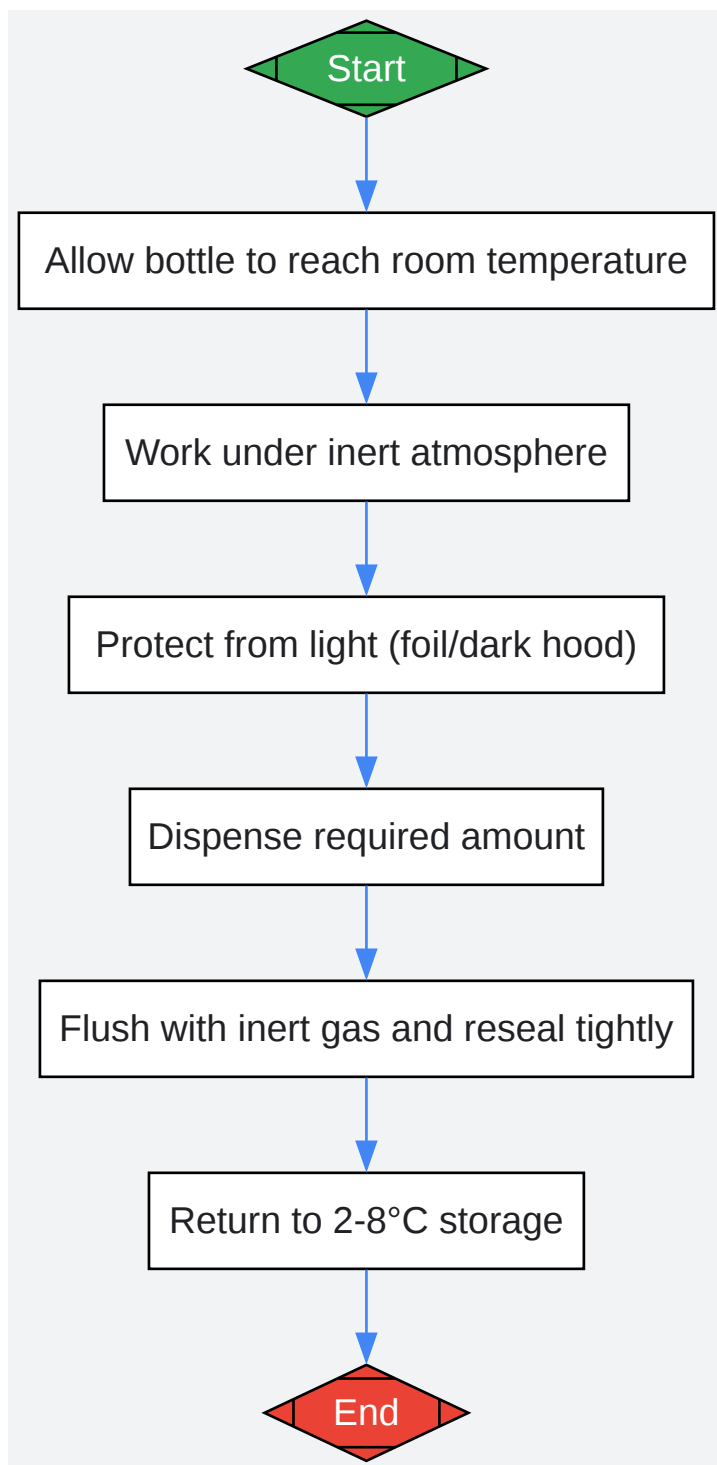 Start
Allow bottle to reach room temperature
Work under inert atmosphere
Protect from light (foil/dark hood)
Dispense required amount
Flush with inert gas and reseal tightly
Return to 2-8°C storage
End